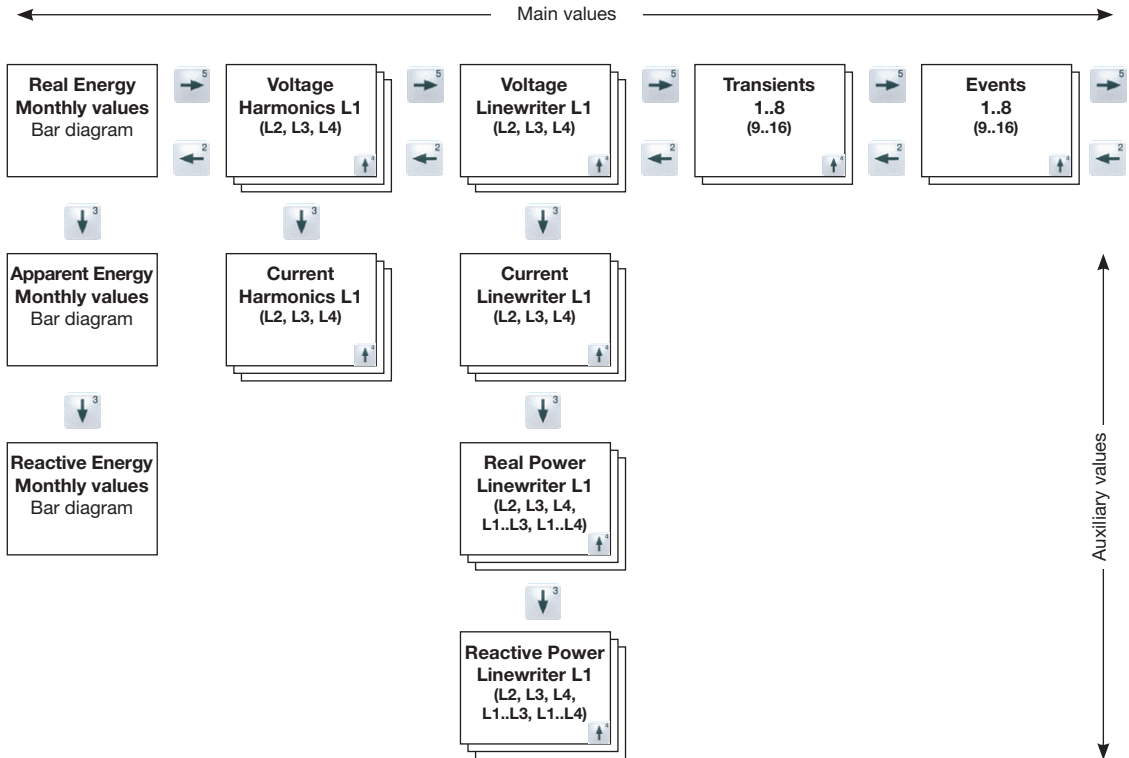 Main values
Real Energy
Monthly values
Bar diagram
5
2
Voltage
Harmonics L1
(L2, L3, L4)
4
5
2
Voltage
Linewriter L1
(L2, L3, L4)
4
5
2
Transients
1..8
(9..16)
4
5
2
Events
1..8
(9..16)
4
5
2
3
3
3
Apparent Energy
Monthly values
Bar diagram
Current
Harmonics L1
(L2, L3, L4)
4
Current
Linewriter L1
(L2, L3, L4)
4
3
3
Reactive Energy
Monthly values
Bar diagram
Real Power
Linewriter L1
(L2, L3, L4,
L1..L3, L1..L4)
4
Auxiliary values
3
Reactive Power
Linewriter L1
(L2, L3, L4,
L1..L3, L1..L4)
4